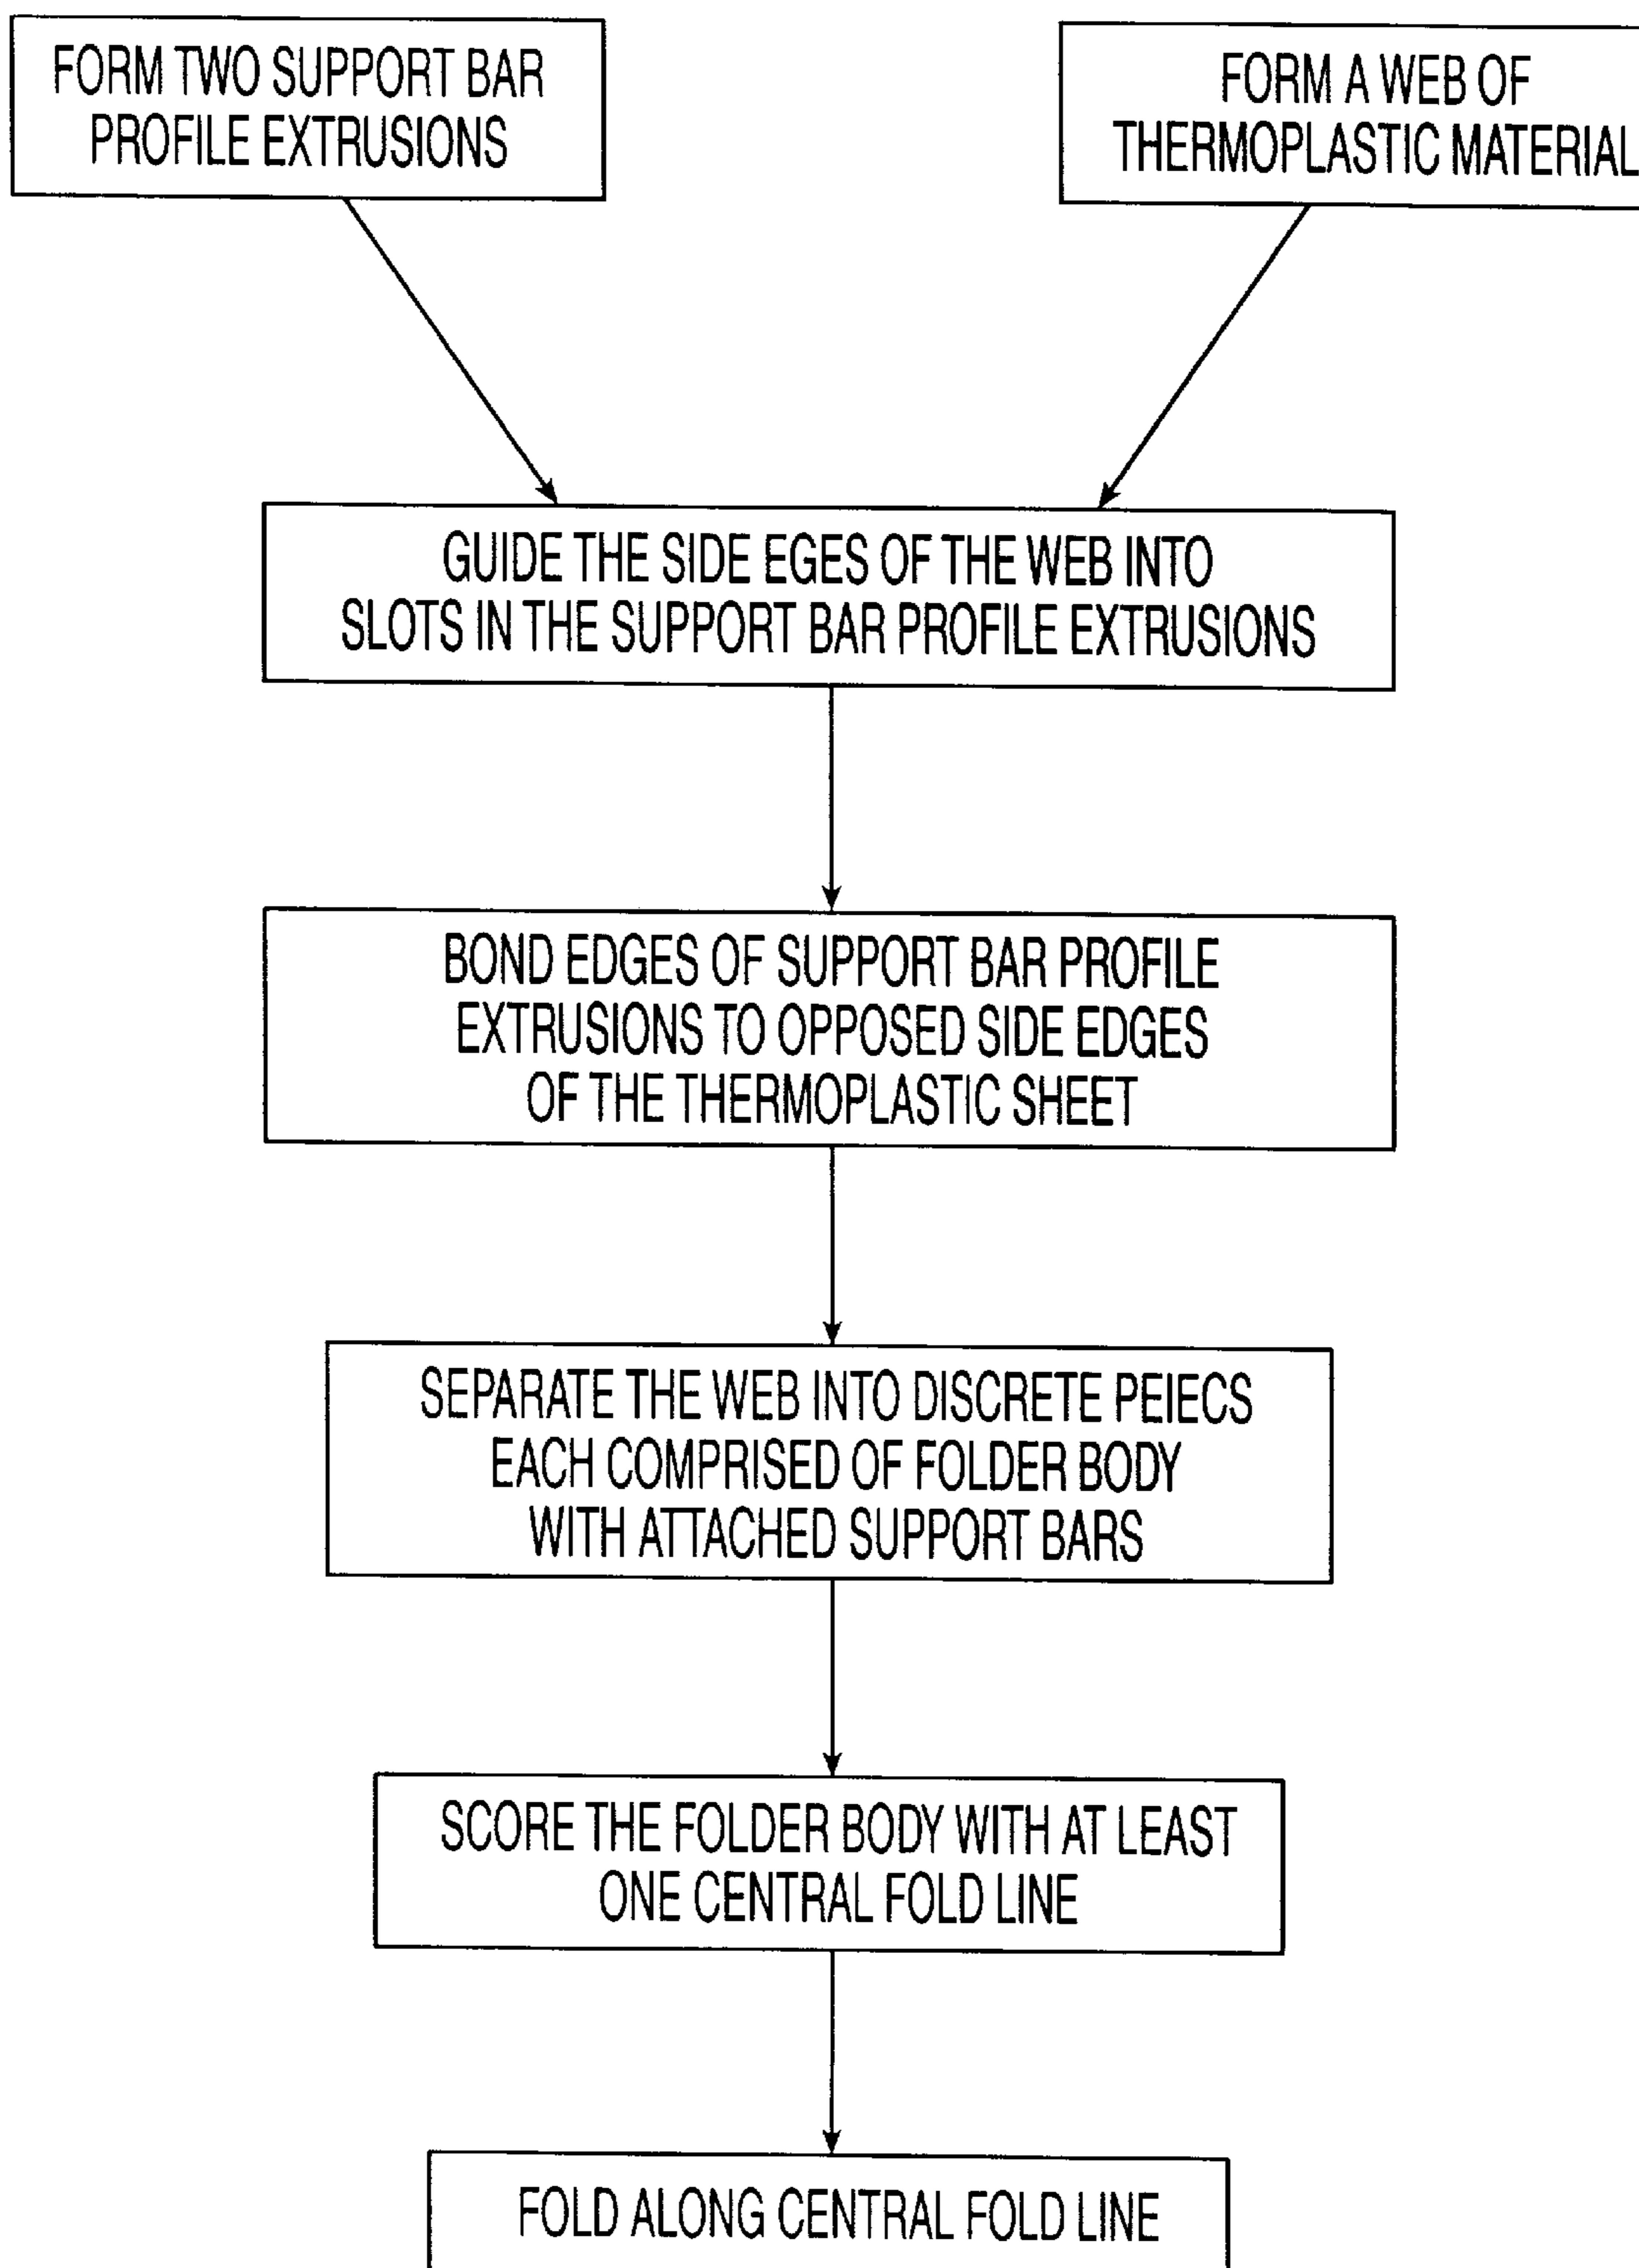 FORM TWO SUPPORT BAR
PROFILE EXTRUSIONS
FORM A WEB OF
THERMOPLASTIC MATERIAL
GUIDE THE SIDE EGES OF THE WEB INTO
SLOTS IN THE SUPPORT BAR PROFILE EXTRUSIONS
BOND EDGES OF SUPPORT BAR PROFILE
EXTRUSIONS TO OPPOSED SIDE EDGES
OF THE THERMOPLASTIC SHEET
SEPARATE THE WEB INTO DISCRETE PEIECS
EACH COMPRISED OF FOLDER BODY
WITH ATTACHED SUPPORT BARS
SCORE THE FOLDER BODY WITH AT LEAST
ONE CENTRAL FOLD LINE
FOLD ALONG CENTRAL FOLD LINE